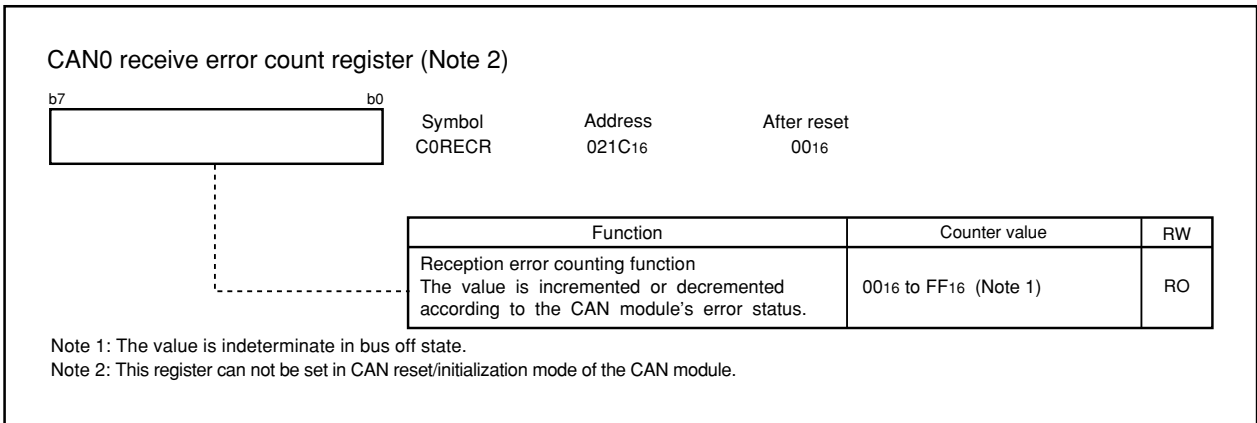 CAN0 receive error count register (Note 2)
b7 b0
Symbol Address After reset
C0RECR 021C16 0016
Function Counter value RW
Reception error counting function
The value is incremented or decremented 0016 to FF16 (Note 1) RO
according to the CAN module's error status.
Note 1: The value is indeterminate in bus off state.
Note 2: This register can not be set in CAN reset/initialization mode of the CAN module.